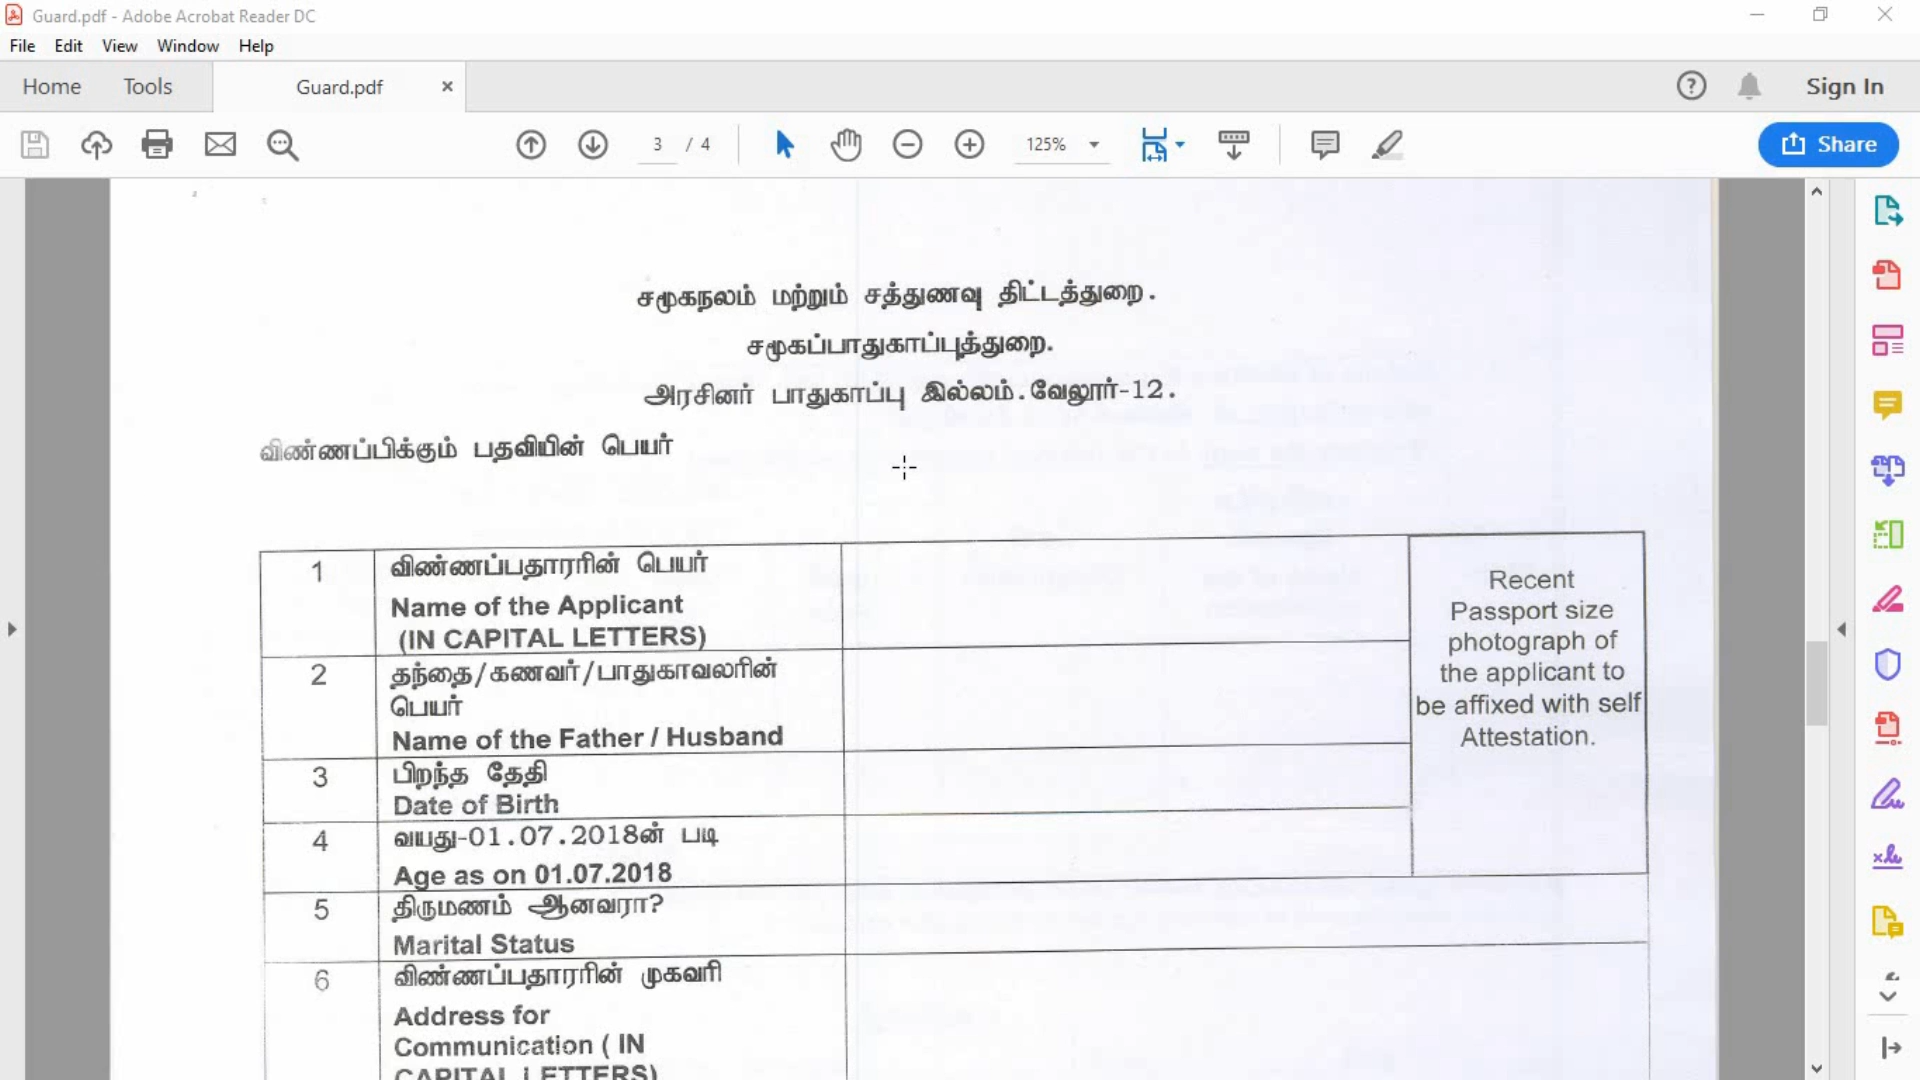 Guard.pdf - Adobe Acrobat Reader DC
File Edit View Window Help
Home Tools Guard.pdf × Sign In
3 / 4 125% Share
சமூகநலம் மற்றும் சத்துணவு திட்டத்துறை.
சமூகப்பாதுகாப்புத்துறை.
அரசினர் பாதுகாப்பு இல்லம்.வேலூர்-12.
விண்ணப்பிக்கும் பதவியின் பெயர்
1 விண்ணப்பதாரரின் பெயர்
Name of the Applicant
(IN CAPITAL LETTERS)
Recent
Passport size
photograph of
the applicant to
be affixed with self
Attestation.
2 தந்தை/கணவர்/பாதுகாவலரின்
பெயர்
Name of the Father / Husband
3 பிறந்த தேதி
Date of Birth
4 வயது-01.07.2018ன் படி
Age as on 01.07.2018
5 திருமணம் ஆனவரா?
Marital Status
6 விண்ணப்பதாரரின் முகவரி
Address for
Communication ( IN
CAPITAL LETTERS)